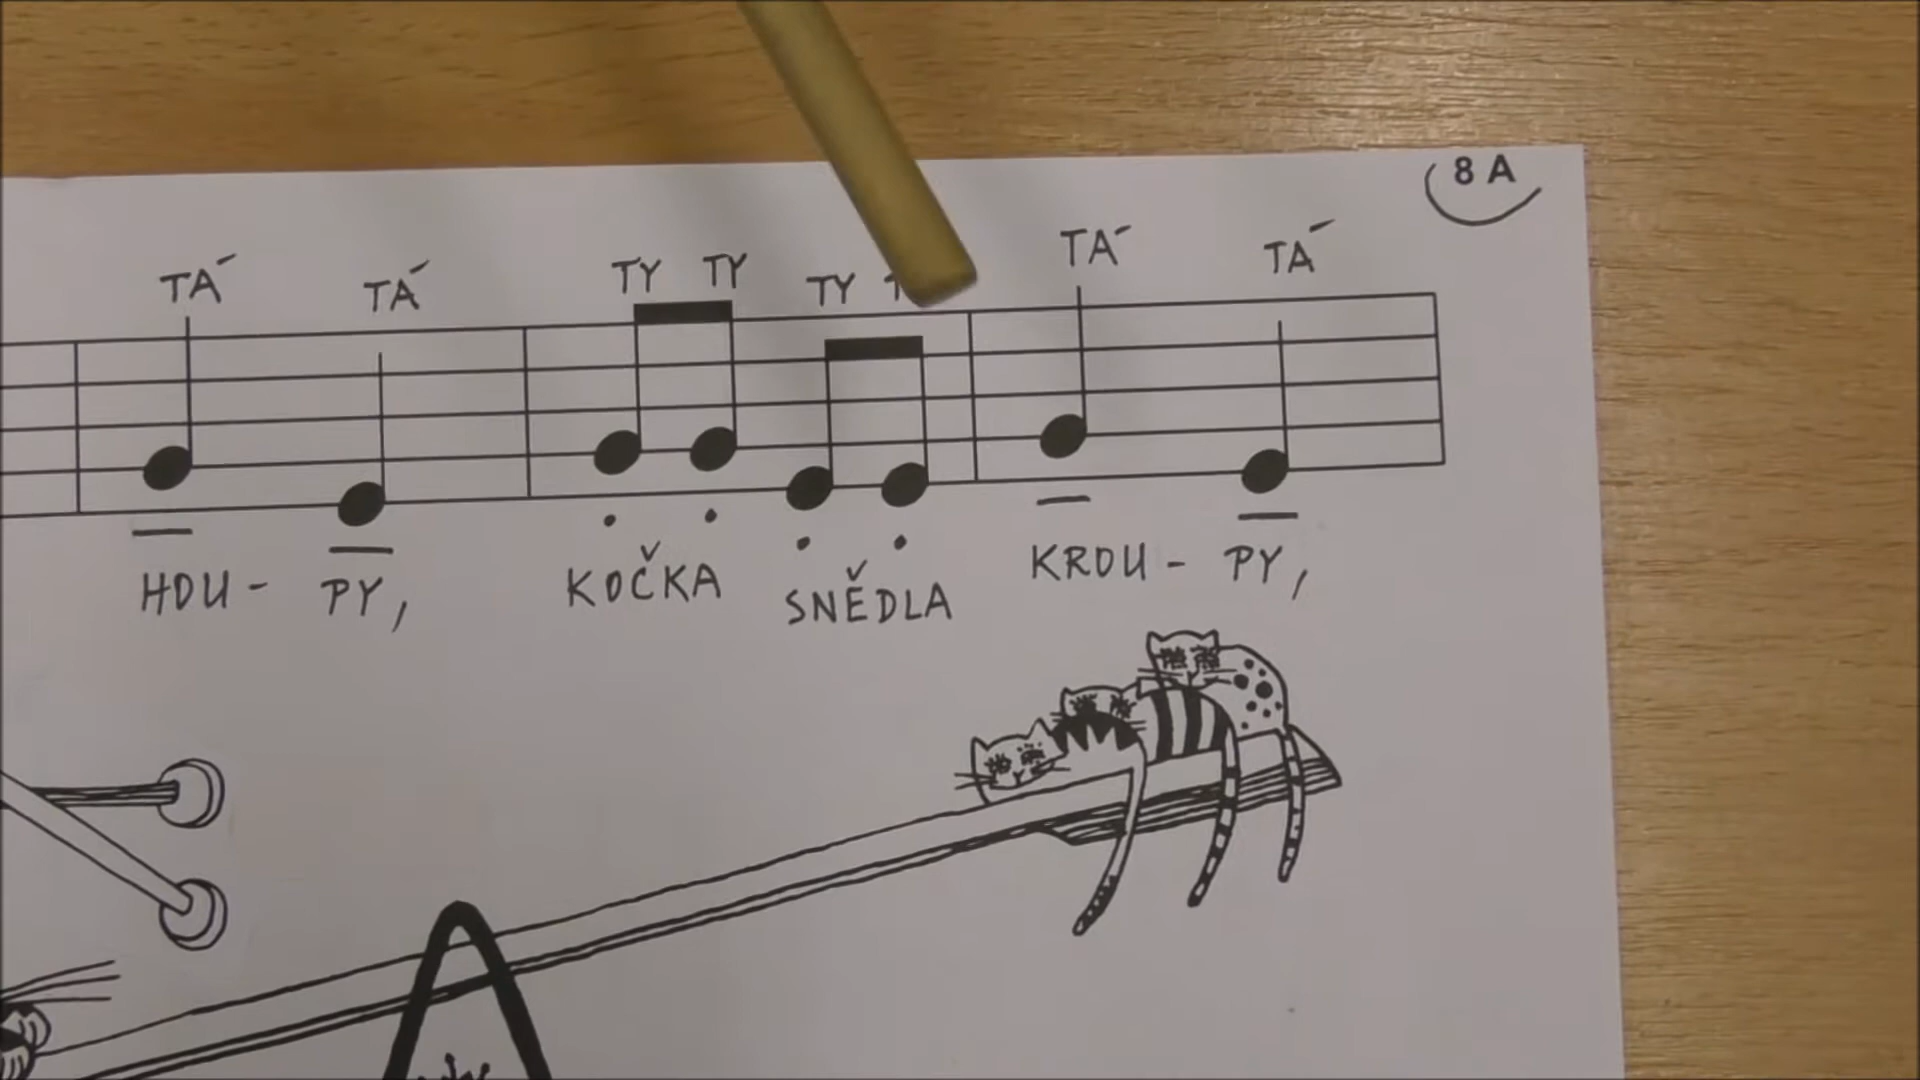 8 A
TÁ TÁ TY TY TY TÁ TÁ
HOU- PY, KOČKA SNĚDLA KROU- PY,